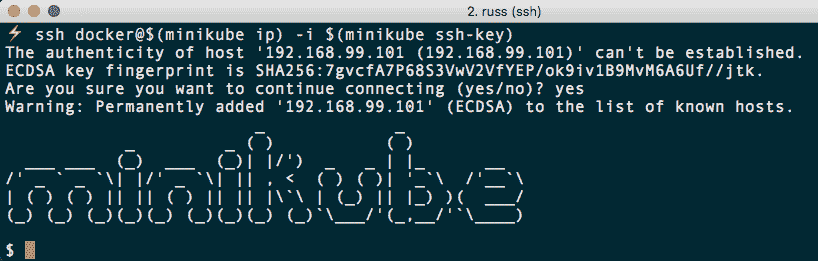 2. russ (ssh)
⚡ ssh docker@$(minikube ip) -i $(minikube ssh-key)
The authenticity of host '192.168.99.101 (192.168.99.101)' can't be established.
ECDSA key fingerprint is SHA256:7gvcfA7P68S3VwV2VfYEP/ok9iv1B9MvM6A6Uf//jtk.
Are you sure you want to continue connecting (yes/no)? yes
Warning: Permanently added '192.168.99.101' (ECDSA) to the list of known hosts.
minikube
$